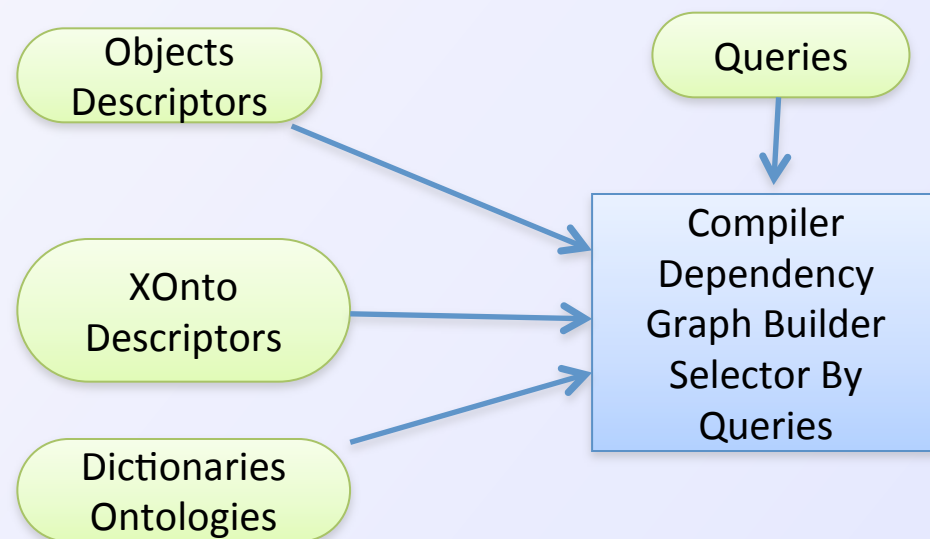 Objects
Descriptors
Queries
XOnto
Descriptors
Compiler
Dependency
Graph Builder
Selector By
Queries
Dictionaries
Ontologies